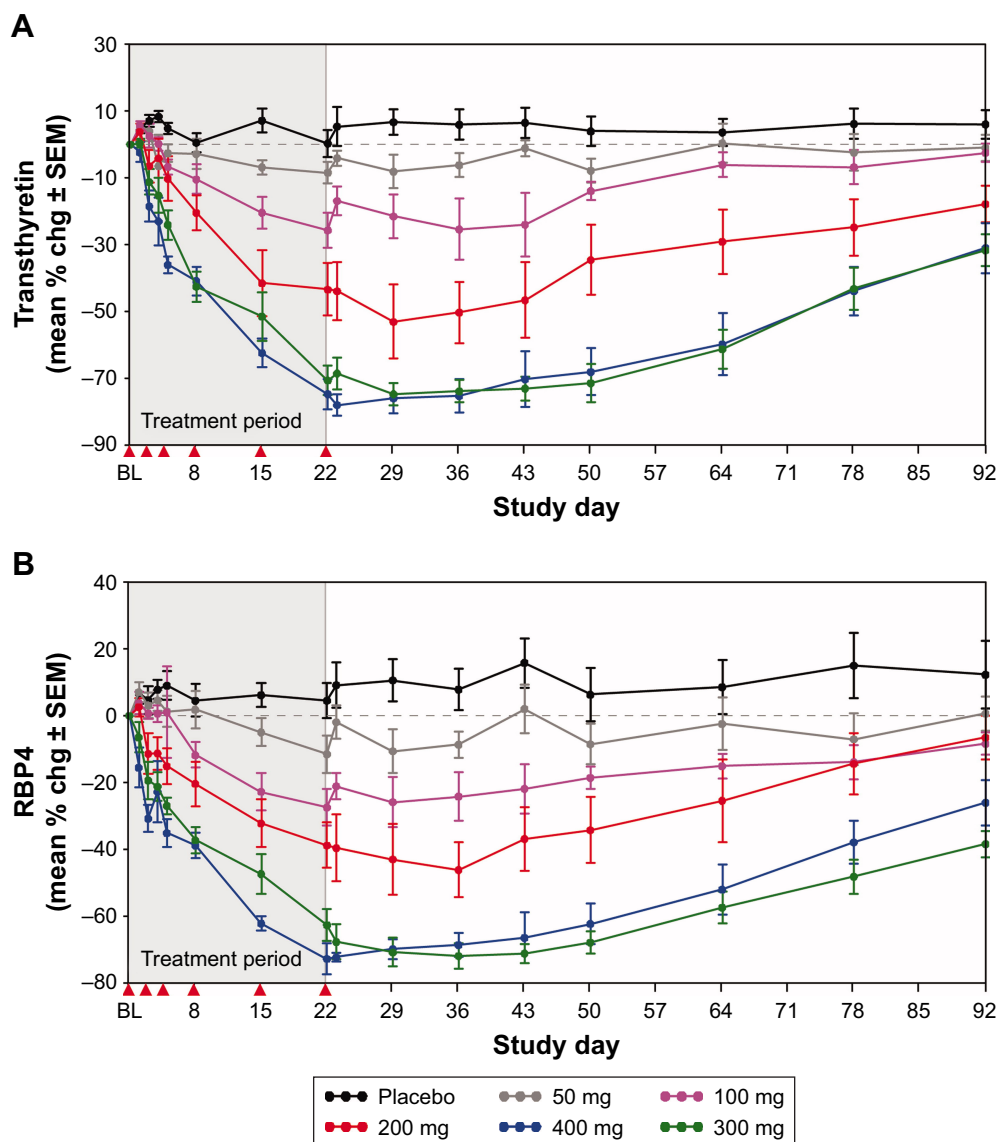 A
Transthyretin
(mean % chg ± SEM)
30
10
–10
–30
–50
–70
–90
Treatment period
BL 8 15 22 29 36 43 50 57 64 71 78 85 92
Study day
B
RBP4
(mean % chg ± SEM)
40
20
0
–20
–40
–60
–80
Treatment period
BL 8 15 22 29 36 43 50 57 64 71 78 85 92
Study day
Placebo 50 mg 100 mg
200 mg 400 mg 300 mg